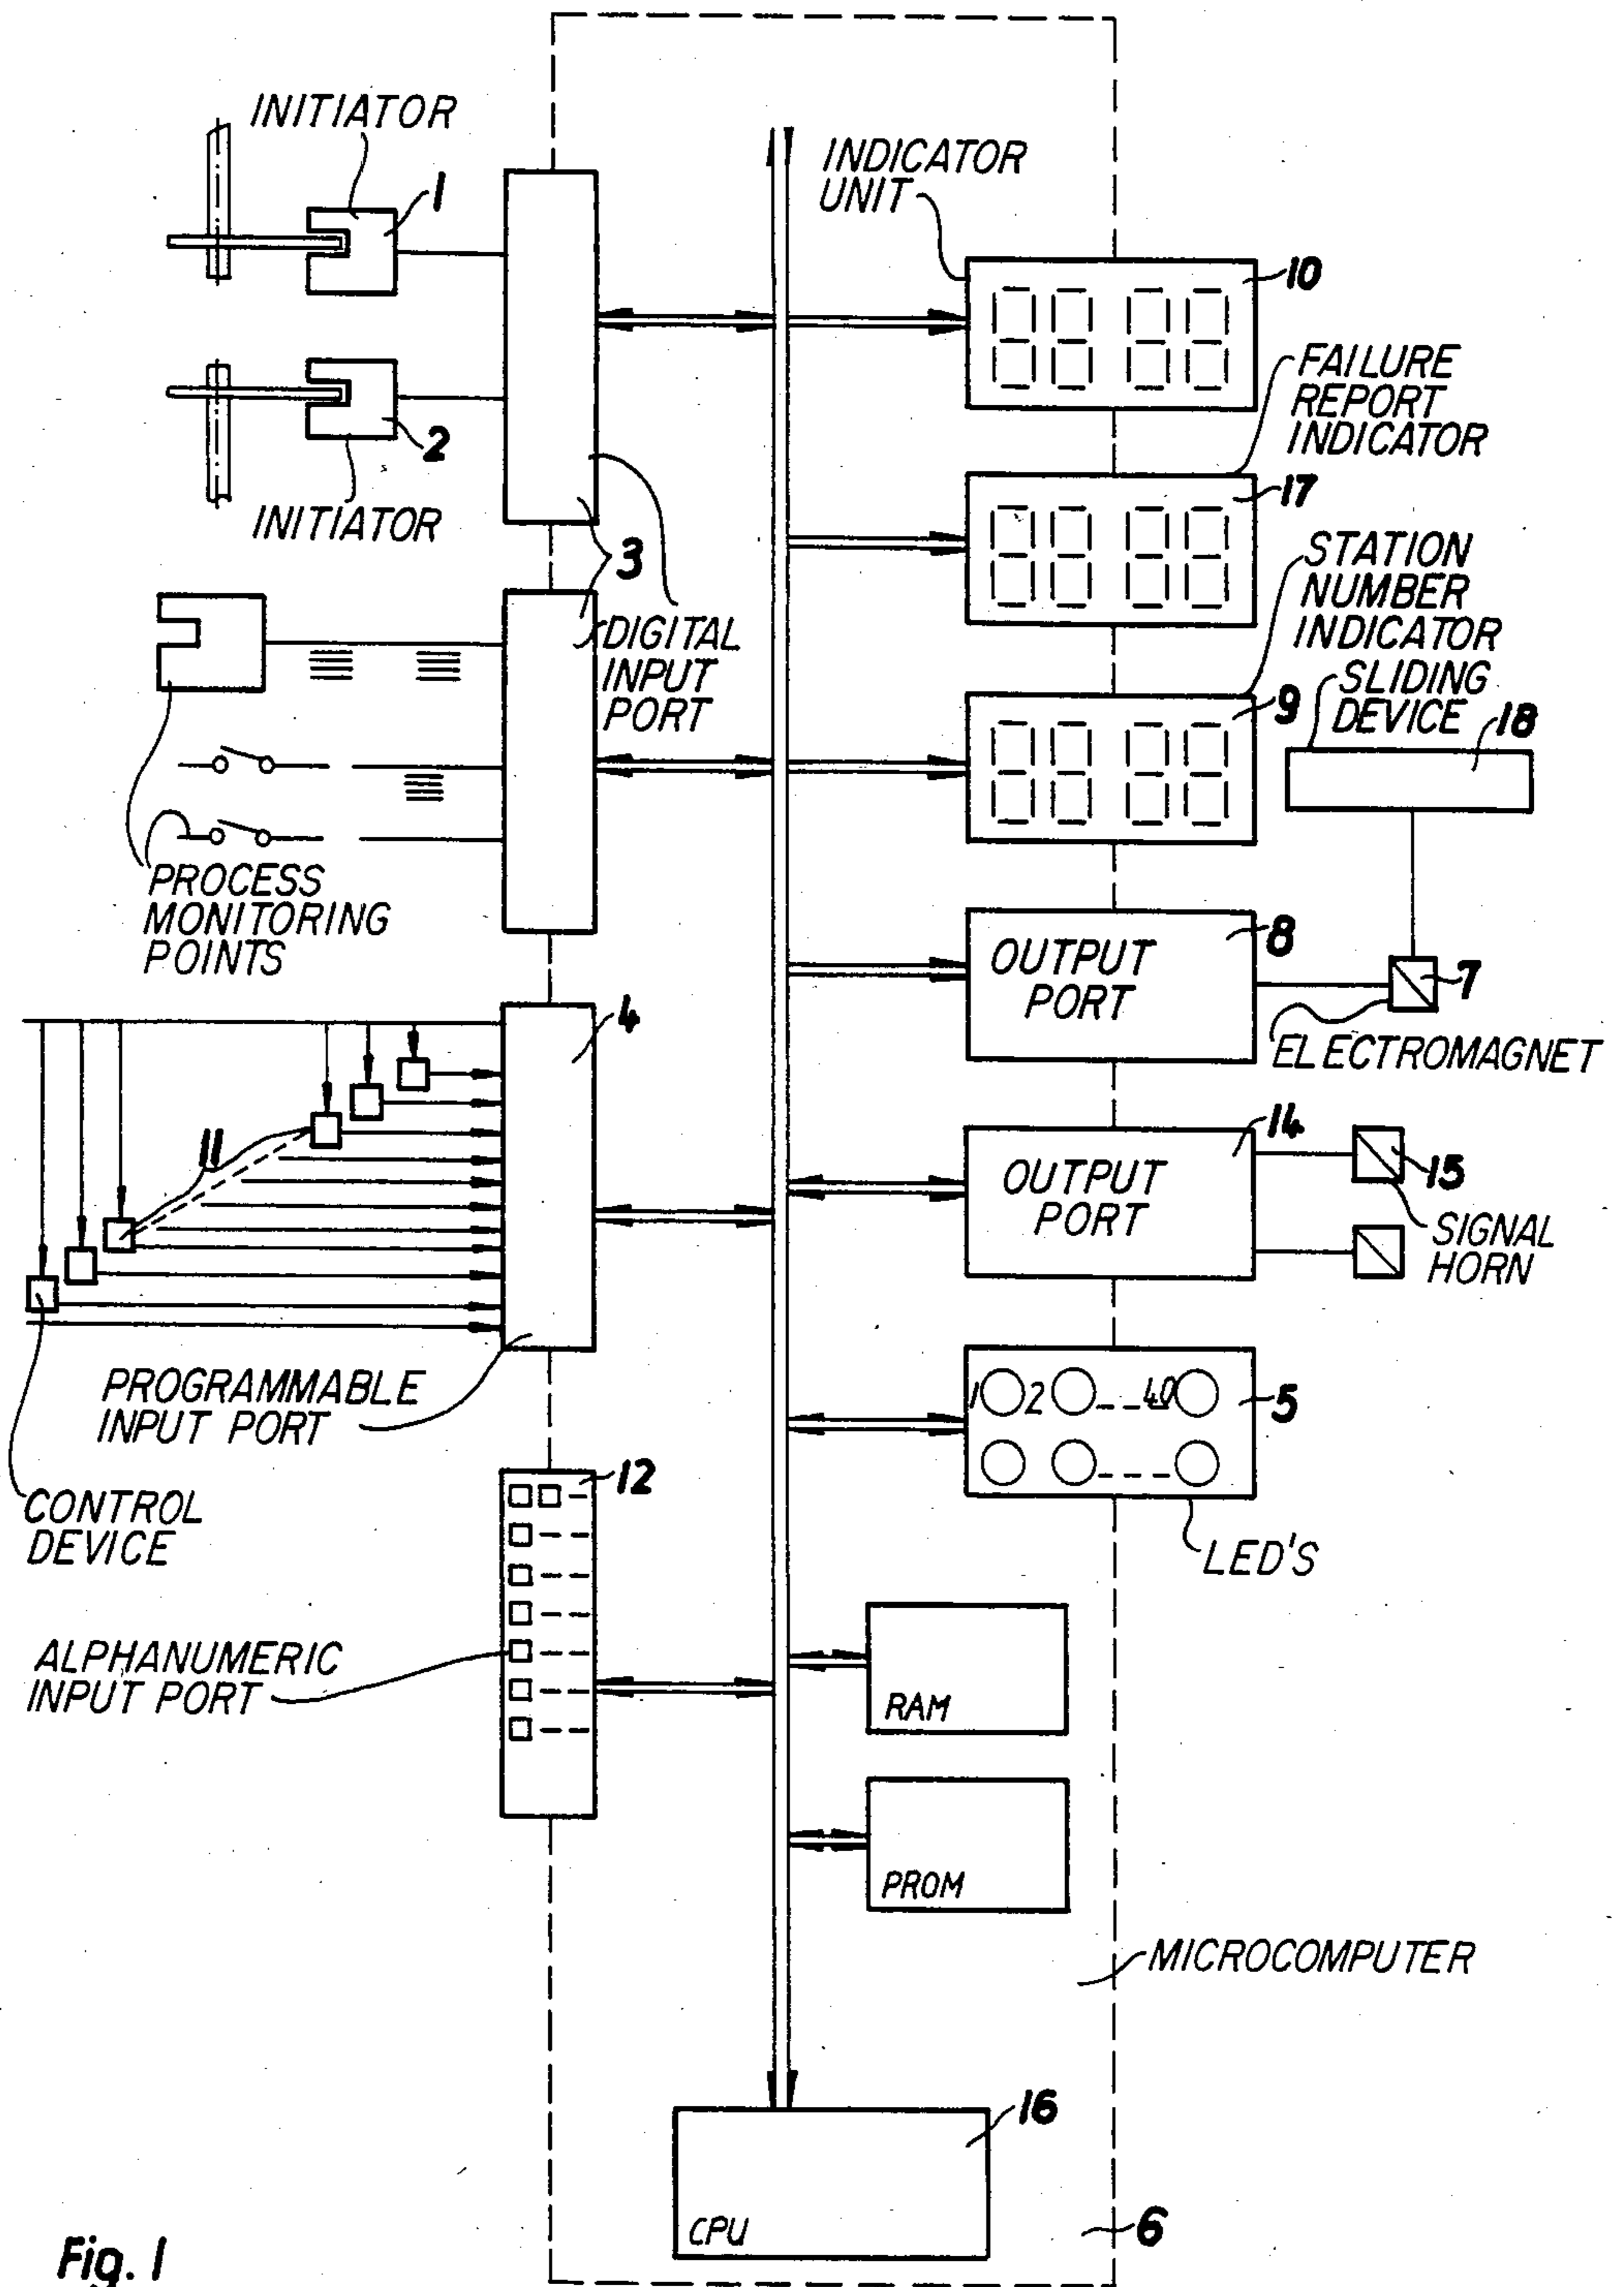 INITIATOR
1
2
INITIATOR
3
DIGITAL
INPUT
PORT
PROCESS
MONITORING
POINTS
4
11
PROGRAMMABLE
INPUT PORT
CONTROL
DEVICE
12
ALPHANUMERIC
INPUT PORT
INDICATOR
UNIT
10
FAILURE
REPORT
INDICATOR
17
STATION
NUMBER
INDICATOR
9
SLIDING
DEVICE
18
OUTPUT
PORT
8
7
ELECTROMAGNET
OUTPUT
PORT
14
15
SIGNAL
HORN
1 2 --- 40
5
LED'S
RAM
PROM
MICROCOMPUTER
16
CPU
6
Fig. 1